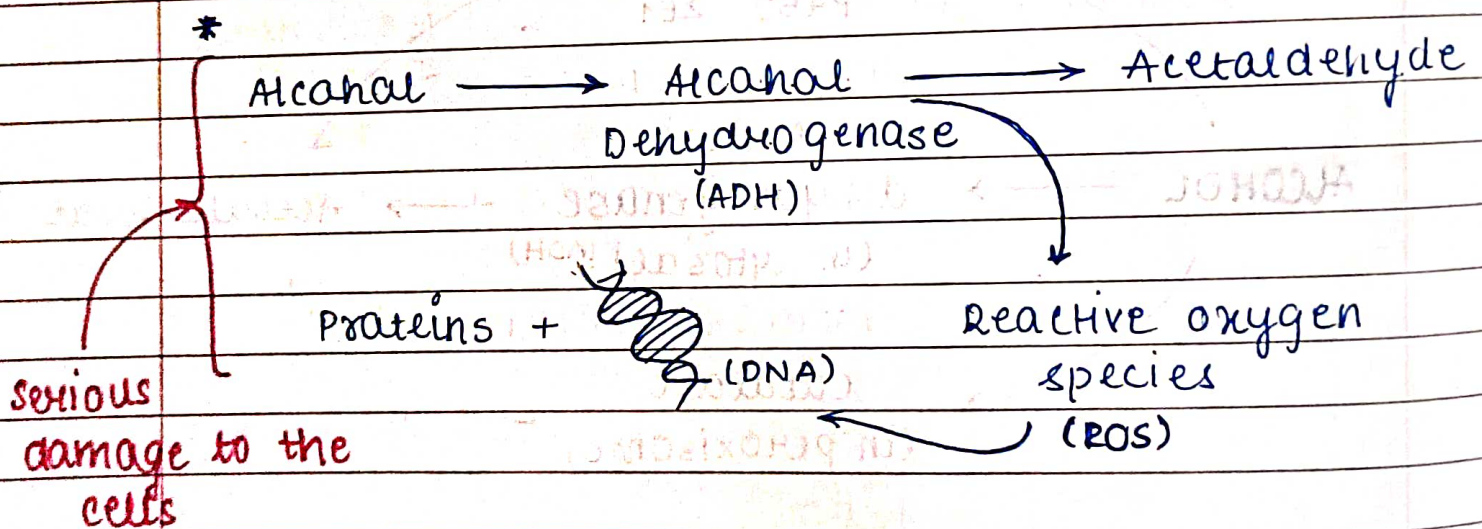 *
Alcohol → Alcohol → Acetaldehyde
Dehydrogenase
(ADH)
Proteins + (DNA)
Reactive oxygen
species
(ROS)
serious
damage to the
cells